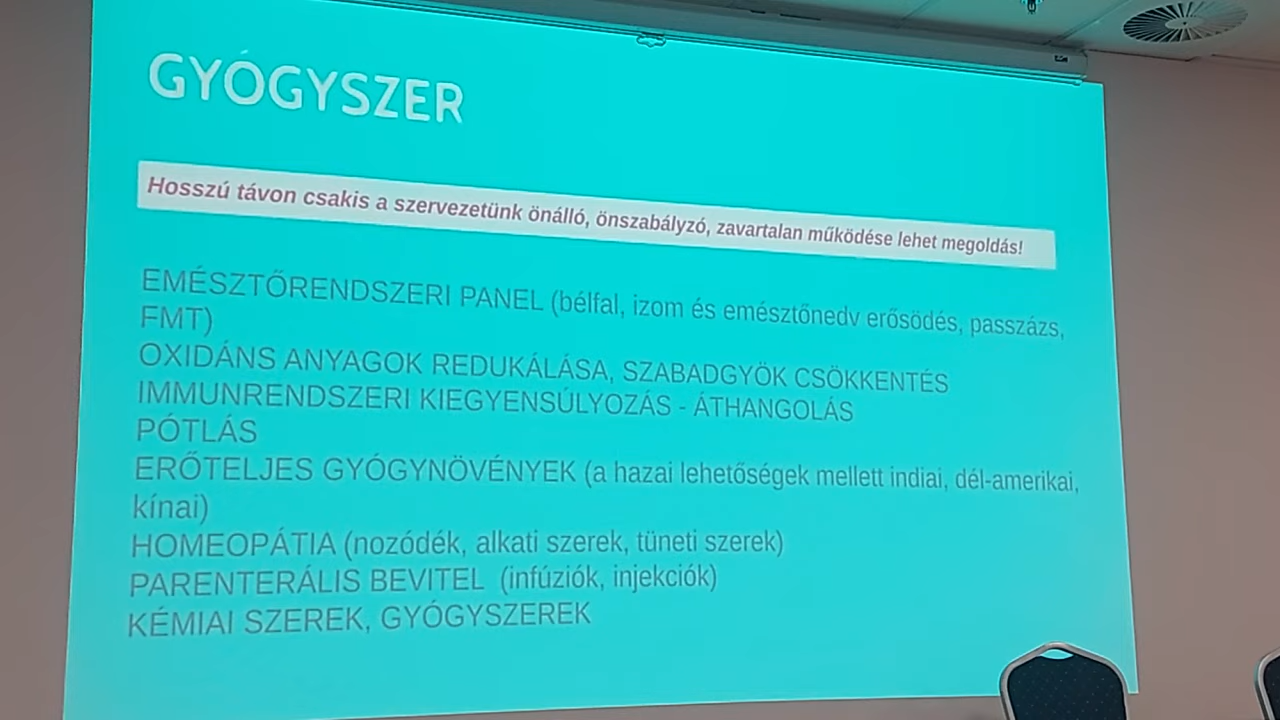 GYÓGYSZER
Hosszú távon csakis a szervezetünk önálló, önszabályzó, zavartalan működése lehet megoldás!
EMÉSZTŐRENDSZERI PANEL (bélfal, izom és emésztőnedv erősödés, passzázs,
FMT)
OXIDÁNS ANYAGOK REDUKÁLÁSA, SZABADGYÖK CSÖKKENTÉS
IMMUNRENDSZERI KIEGYENSÚLYOZÁS - ÁTHANGOLÁS
PÓTLÁS
ERŐTELJES GYÓGYNÖVÉNYEK (a hazai lehetőségek mellett indiai, dél-amerikai,
kínai)
HOMEOPÁTIA (nozódék, alkati szerek, tüneti szerek)
PARENTERÁLIS BEVITEL (infúziók, injekciók)
KÉMIAI SZEREK, GYÓGYSZEREK